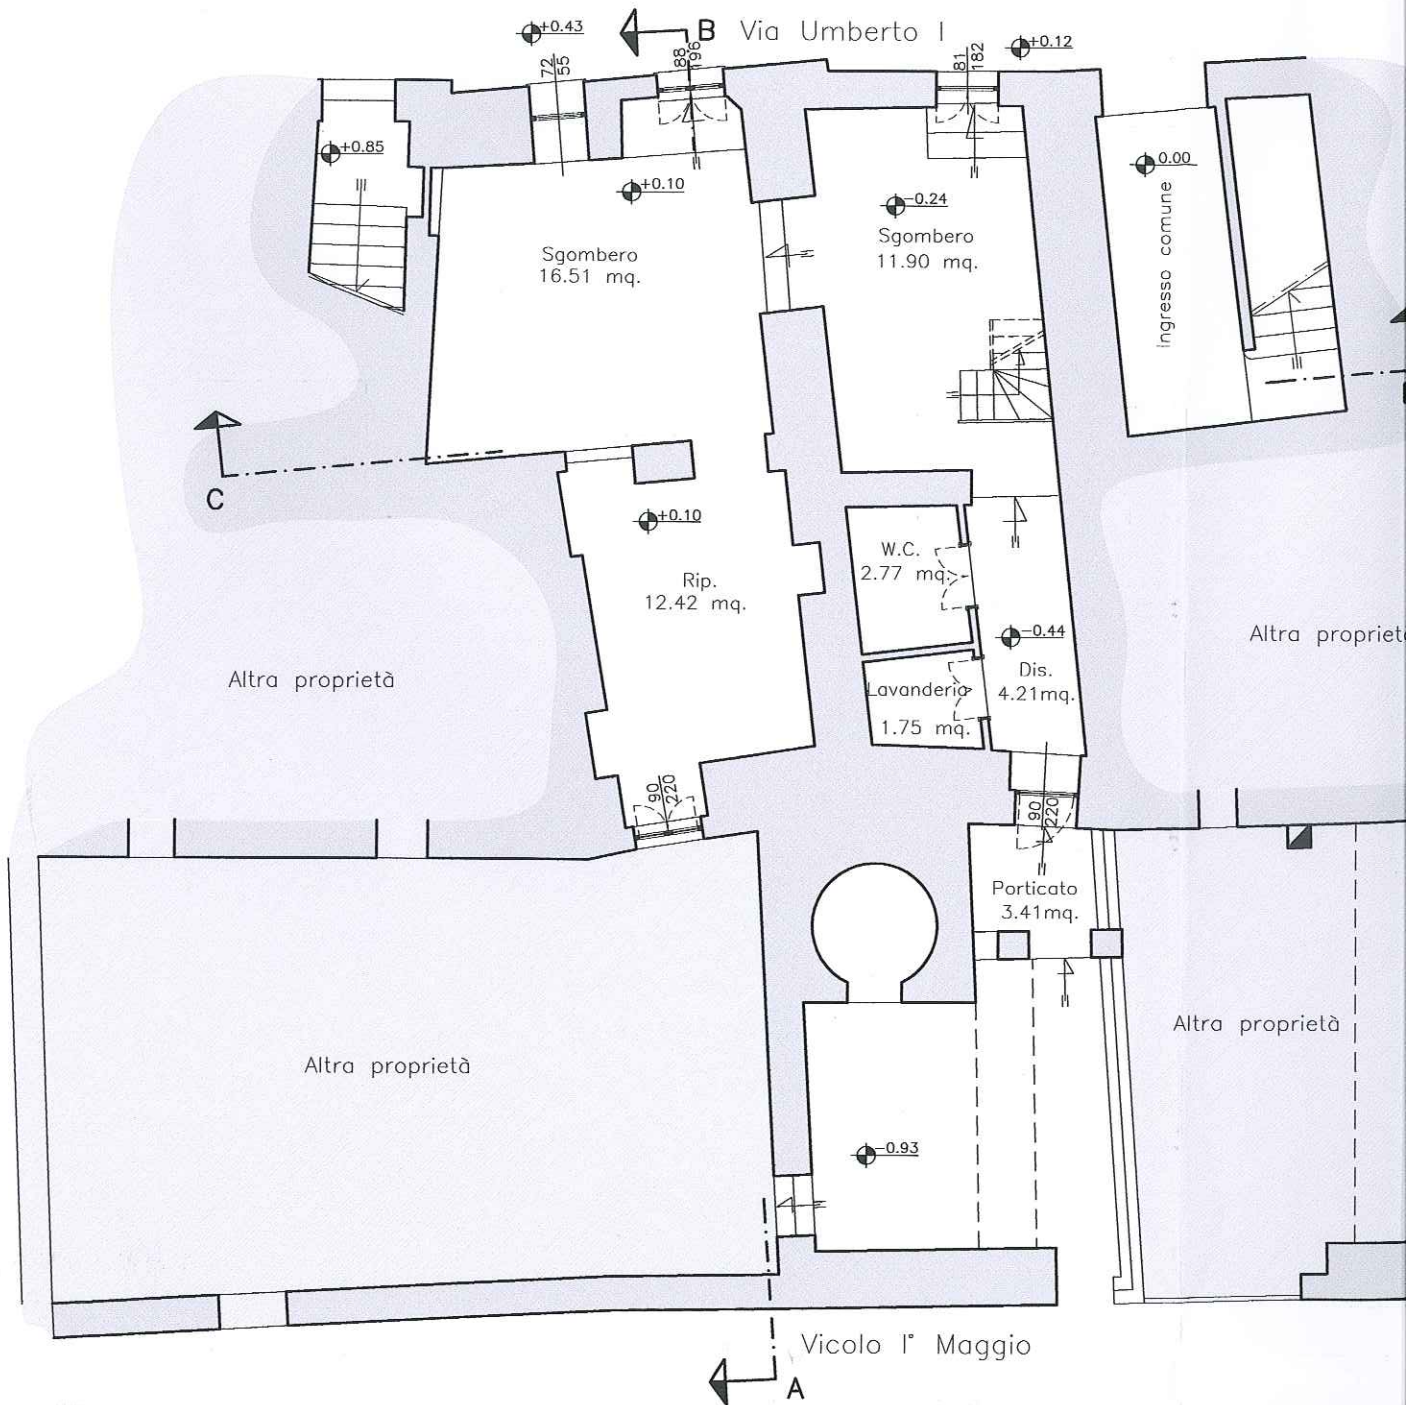 +0.43
B
Via Umberto I
+0.12
72
55
88
196
81
182
+0.85
+0.10
-0.24
0.00
Ingresso comune
Sgombero
16.51 mq.
Sgombero
11.90 mq.
C
+0.10
Rip.
12.42 mq.
W.C.
2.77 mq.
-0.44
Dis.
4.21mq.
Lavanderia
1.75 mq.
Altra proprietà
Altra proprietà
90
220
90
220
Porticato
3.41mq.
Altra proprietà
Altra proprietà
-0.93
Vicolo I° Maggio
A